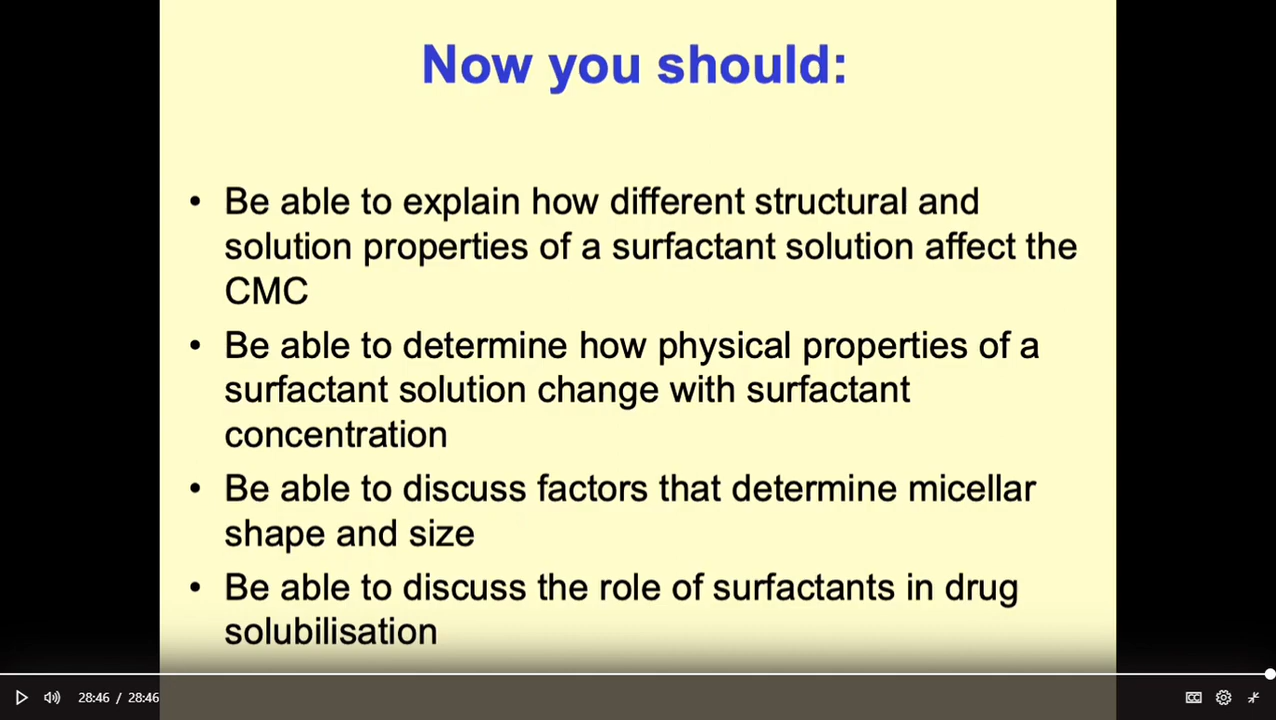 Now you should:
• Be able to explain how different structural and
solution properties of a surfactant solution affect the
CMC
• Be able to determine how physical properties of a
surfactant solution change with surfactant
concentration
• Be able to discuss factors that determine micellar
shape and size
• Be able to discuss the role of surfactants in drug
solubilisation
28:46 / 28:46
CC